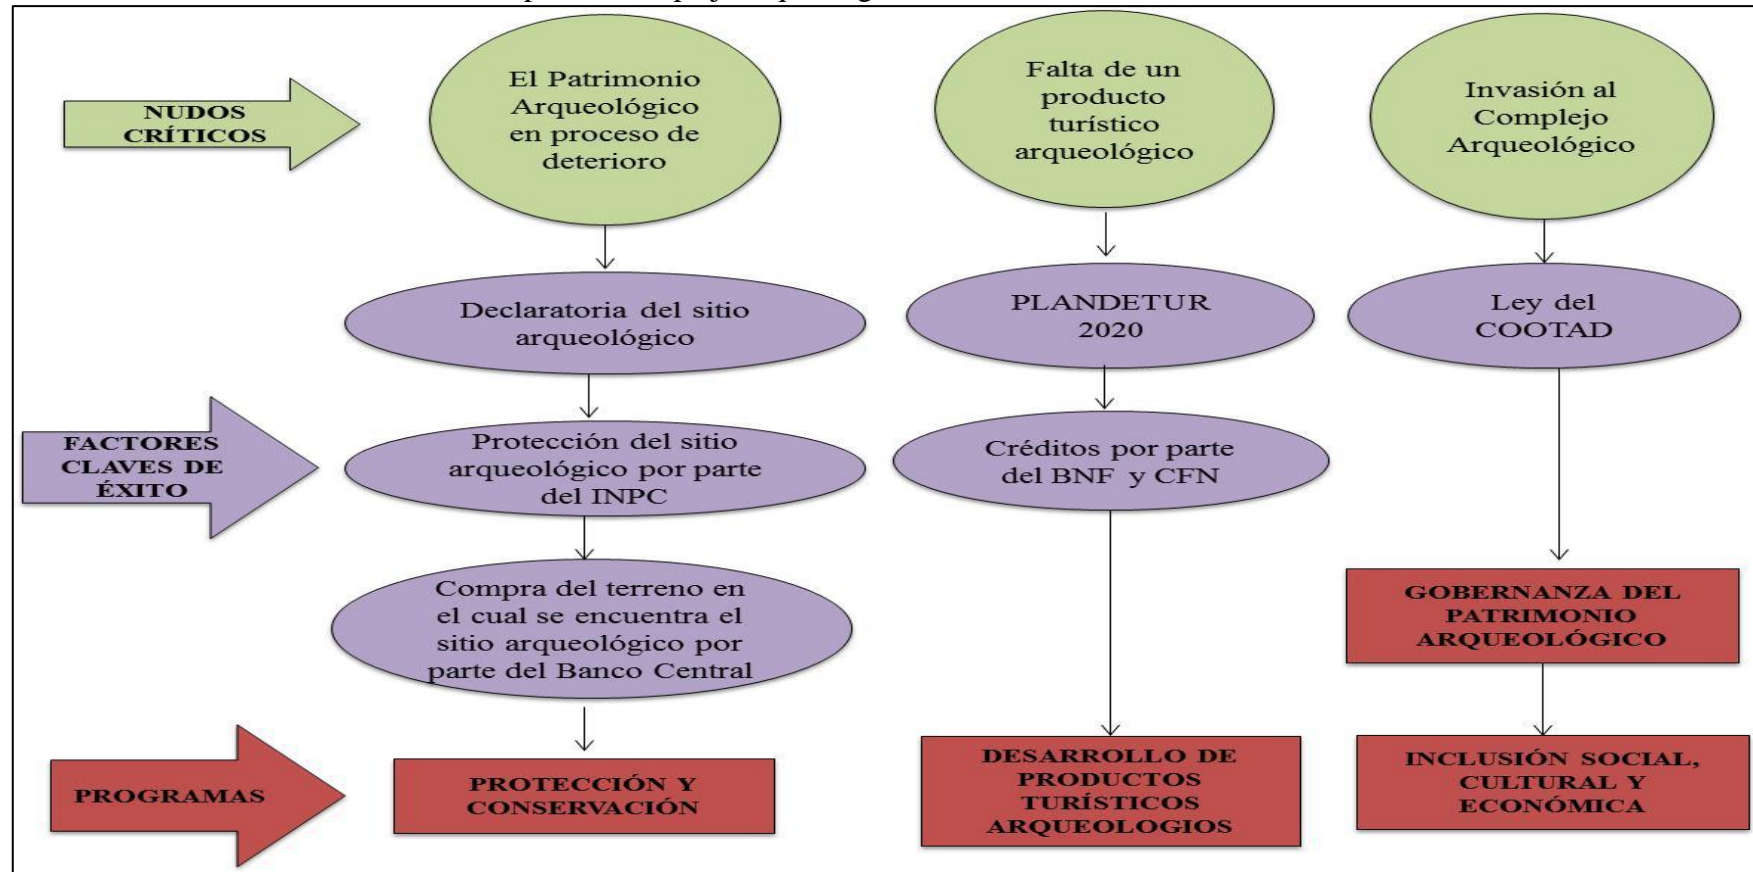 NUDOS
CRÍTICOS
El Patrimonio
Arqueológico
en proceso de
deterioro
Falta de un
producto
turístico
arqueológico
Invasión al
Complejo
Arqueológico
Declaratoria del sitio
arqueológico
PLANDETUR
2020
Ley del
COOTAD
FACTORES
CLAVES DE
ÉXITO
Protección del sitio
arqueológico por parte
del INPC
Créditos por parte
del BNF y CFN
Compra del terreno en
el cual se encuentra el
sitio arqueológico por
parte del Banco Central
GOBERNANZA DEL
PATRIMONIO
ARQUEOLÓGICO
PROGRAMAS
PROTECCIÓN Y
CONSERVACIÓN
DESARROLLO DE
PRODUCTOS
TURÍSTICOS
ARQUEOLOGIOS
INCLUSIÓN SOCIAL,
CULTURAL Y
ECONÓMICA